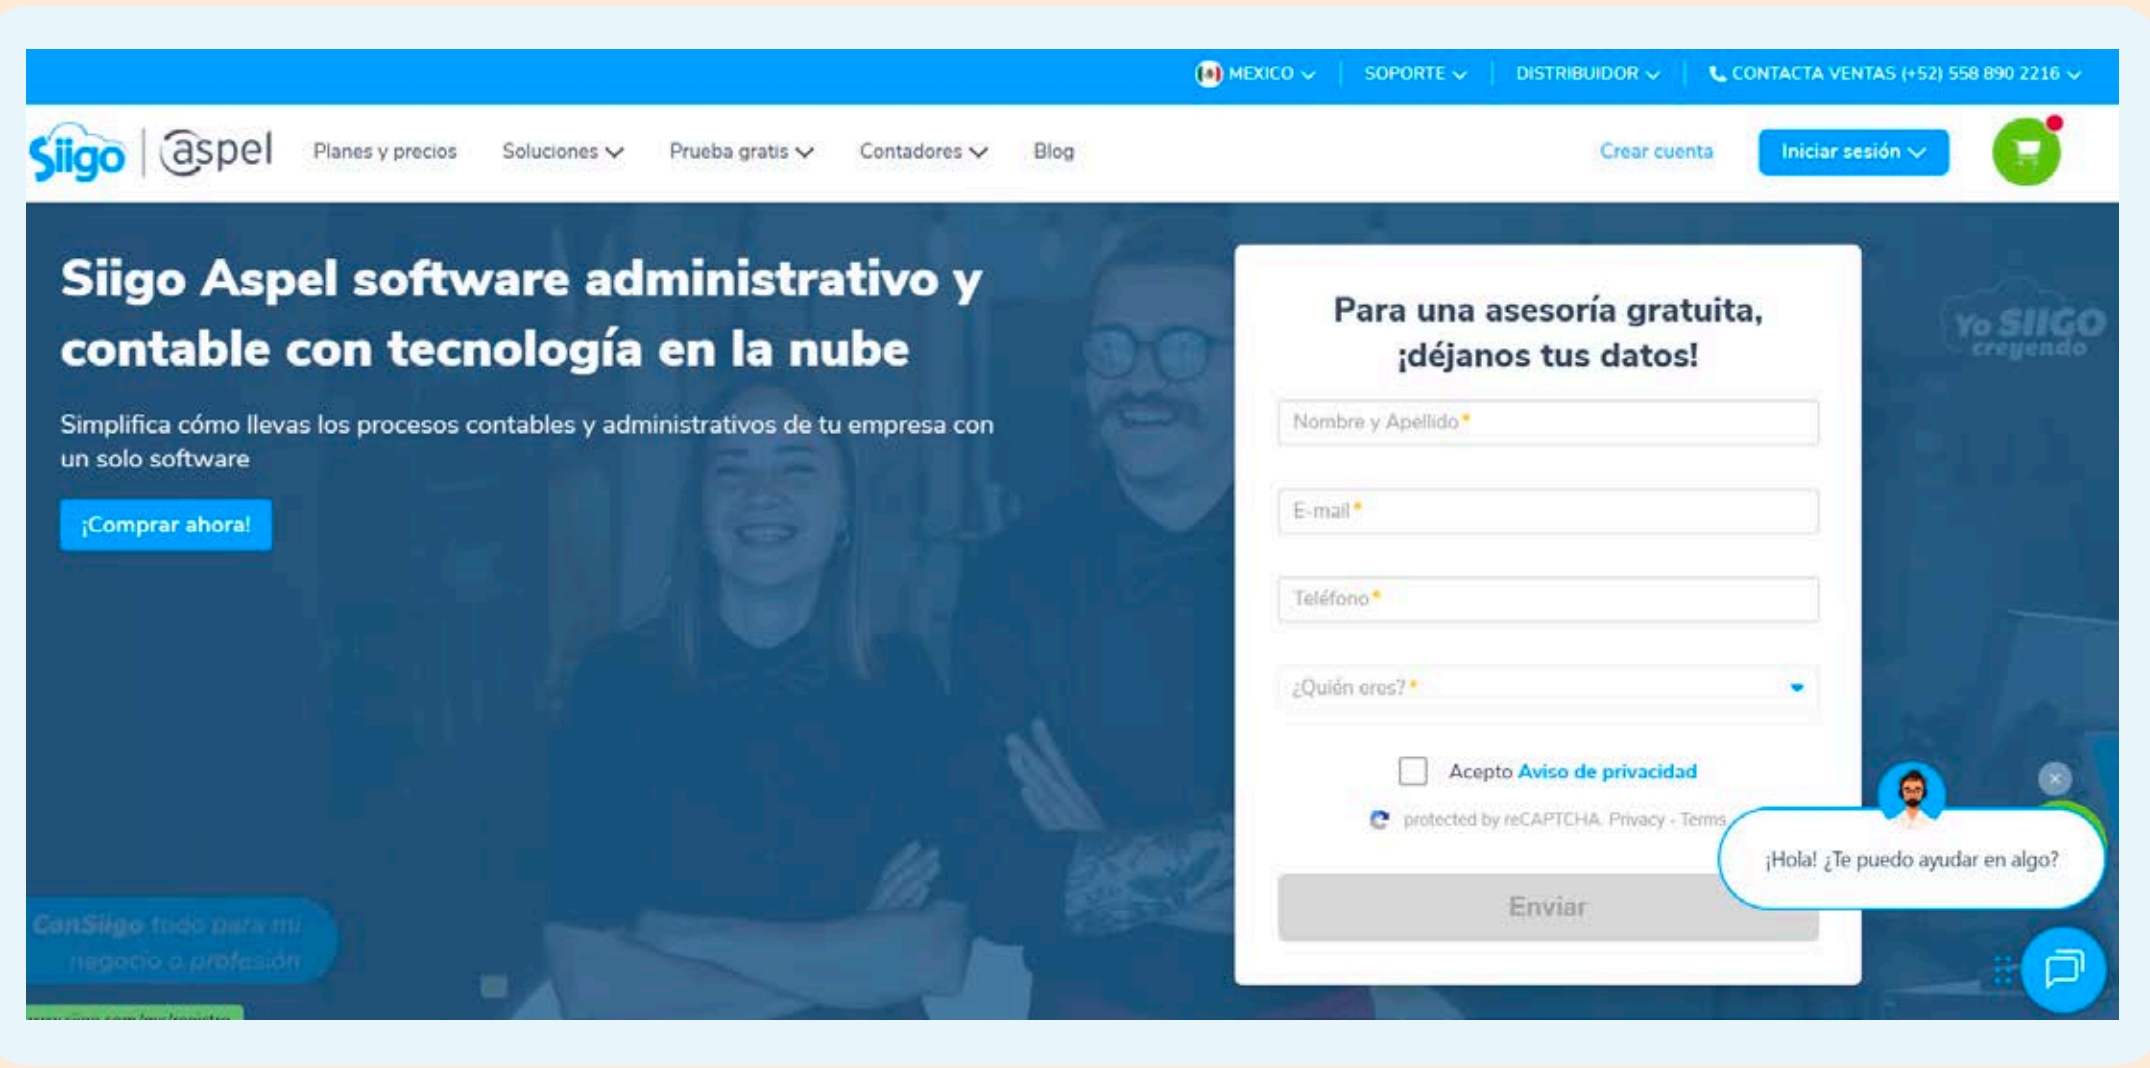 MEXICO
SOPORTE
DISTRIBUIDOR
CONTACTA VENTAS (+52) 558 890 2216
Siigo
aspel
Planes y precios
Soluciones
Prueba gratis
Contadores
Blog
Crear cuenta
Iniciar sesión
Siigo Aspel software administrativo y
contable con tecnología en la nube
Simplifica cómo llevas los procesos contables y administrativos de tu empresa con
un solo software
¡Comprar ahora!
Para una asesoría gratuita,
¡déjanos tus datos!
Nombre y Apellido*
E-mail*
Teléfono*
¿Quién eres?*
Acepto Aviso de privacidad
protected by reCAPTCHA. Privacy - Terms
Enviar
Yo SIIGO
creyendo
¡Hola! ¿Te puedo ayudar en algo?
ConSiigo todo para mi
negocio o profesión